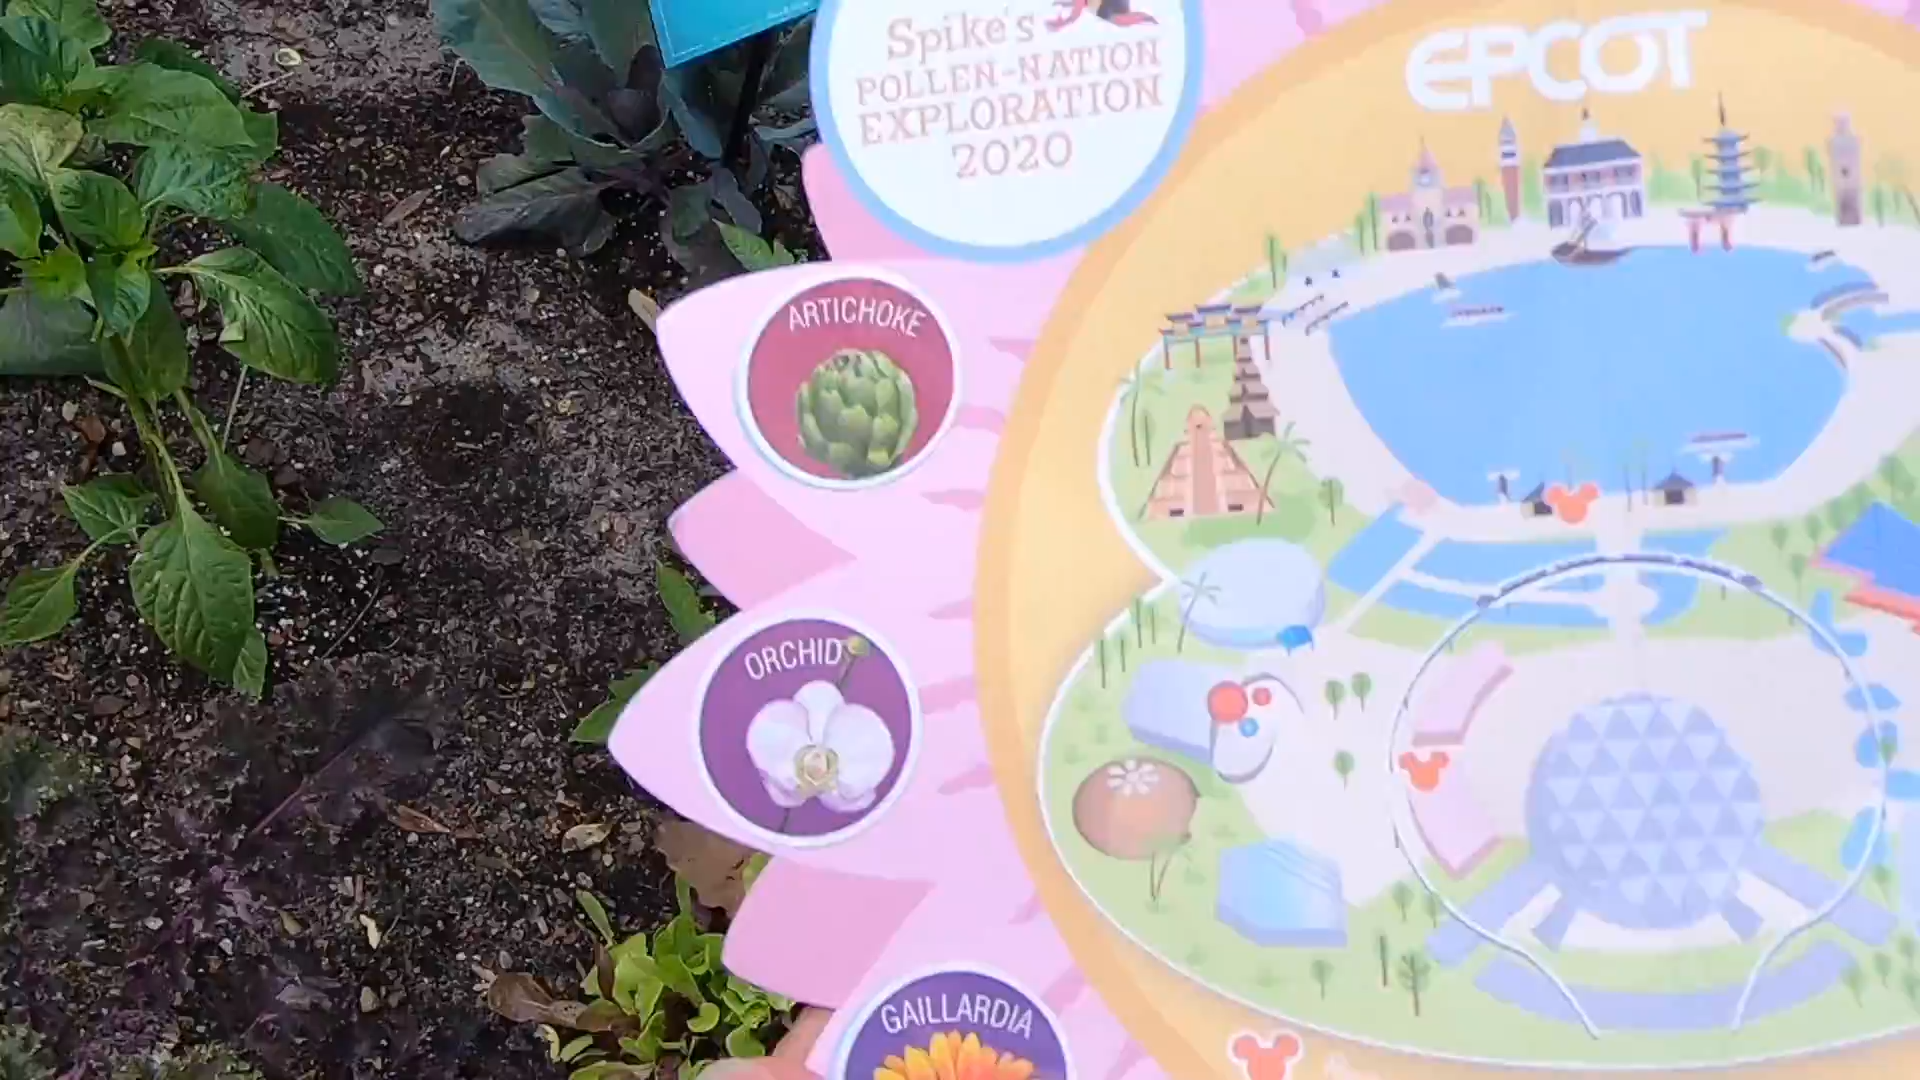 Spike's
POLLEN-NATION
EXPLORATION
2020
EPCOT
ARTICHOKE
ORCHID
GAILLARDIA